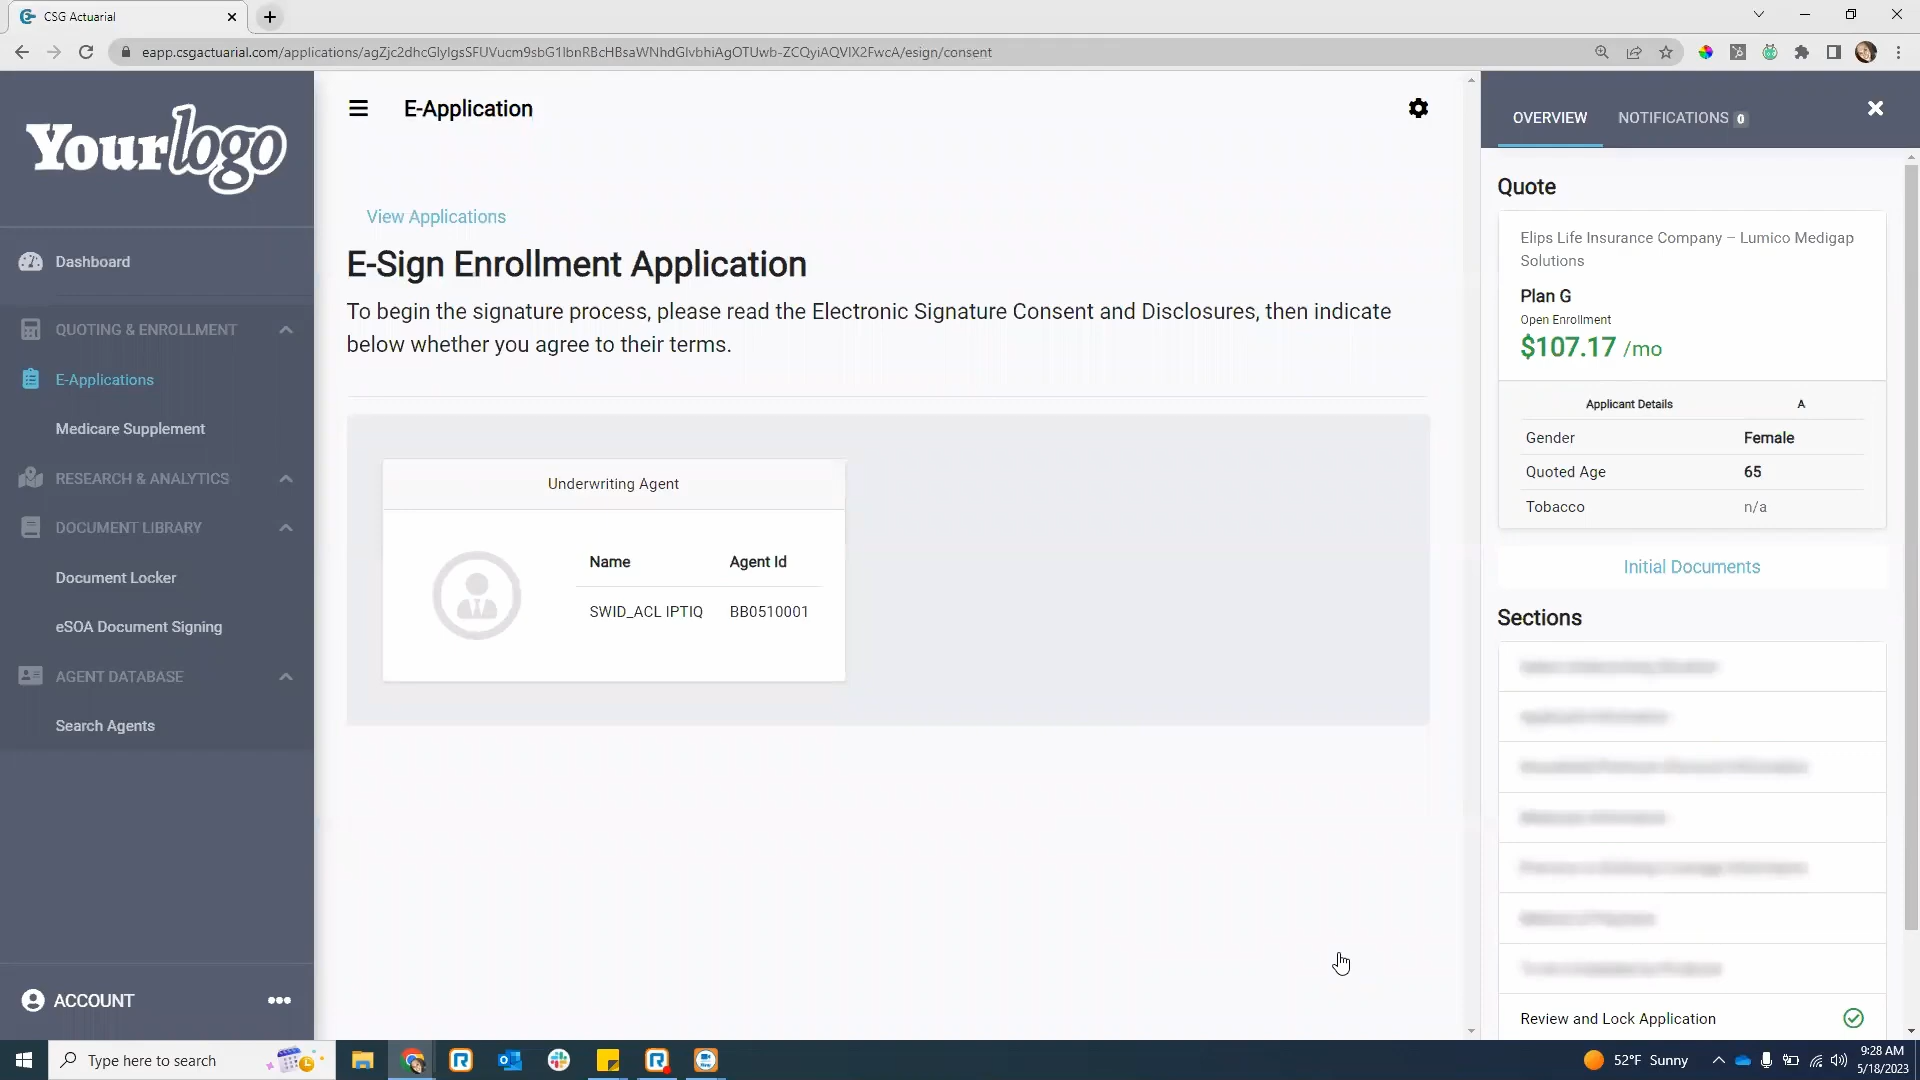 CSG Actuarial
eapp.csgactuarial.com/applications/agZjc2dhcGlyIgsSFUVucm9sbG1lbnRBcHBsaWNhdGlvbhiAgOTUwb-ZCQyiAQVIX2FwcA/esign/consent
Yourlogo
Dashboard
QUOTING & ENROLLMENT
E-Applications
Medicare Supplement
RESEARCH & ANALYTICS
DOCUMENT LIBRARY
Document Locker
eSOA Document Signing
AGENT DATABASE
Search Agents
ACCOUNT
E-Application
View Applications
E-Sign Enrollment Application
To begin the signature process, please read the Electronic Signature Consent and Disclosures, then indicate
below whether you agree to their terms.
Underwriting Agent
Name Agent Id
SWID_ACL IPTIQ BB0510001
OVERVIEW NOTIFICATIONS 0
Quote
Elips Life Insurance Company – Lumico Medigap
Solutions
Plan G
Open Enrollment
$107.17 /mo
Applicant Details A
Gender Female
Quoted Age 65
Tobacco n/a
Initial Documents
Sections
Review and Lock Application
Type here to search
52°F Sunny
9:28 AM
5/18/2023